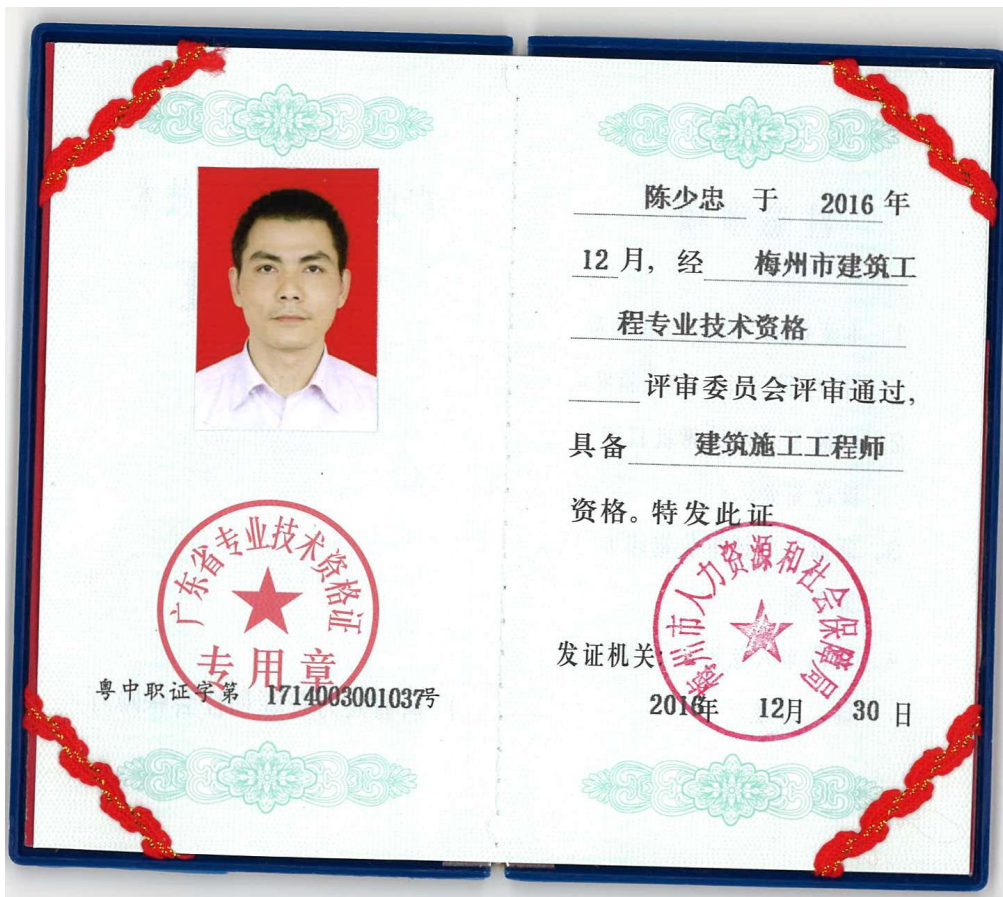 广东省专业技术资格证
专用章
粤中职证字第 1714003001037号
陈少忠 于 2016 年
12 月，经 梅州市建筑工
程专业技术资格
评审委员会评审通过，
具备 建筑施工工程师
资格。特发此证
梅州市人力资源和社会保障局
发证机关：
2016年 12月 30 日